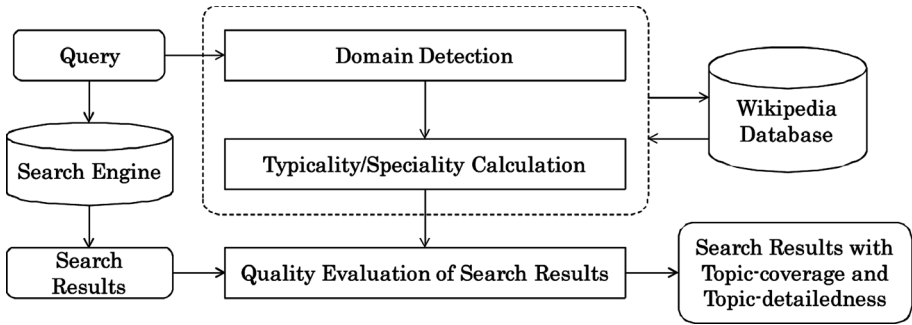 Query
Domain Detection
Wikipedia
Database
Search Engine
Typicality/Speciality Calculation
Search
Results
Quality Evaluation of Search Results
Search Results with
Topic-coverage and
Topic-detailedness